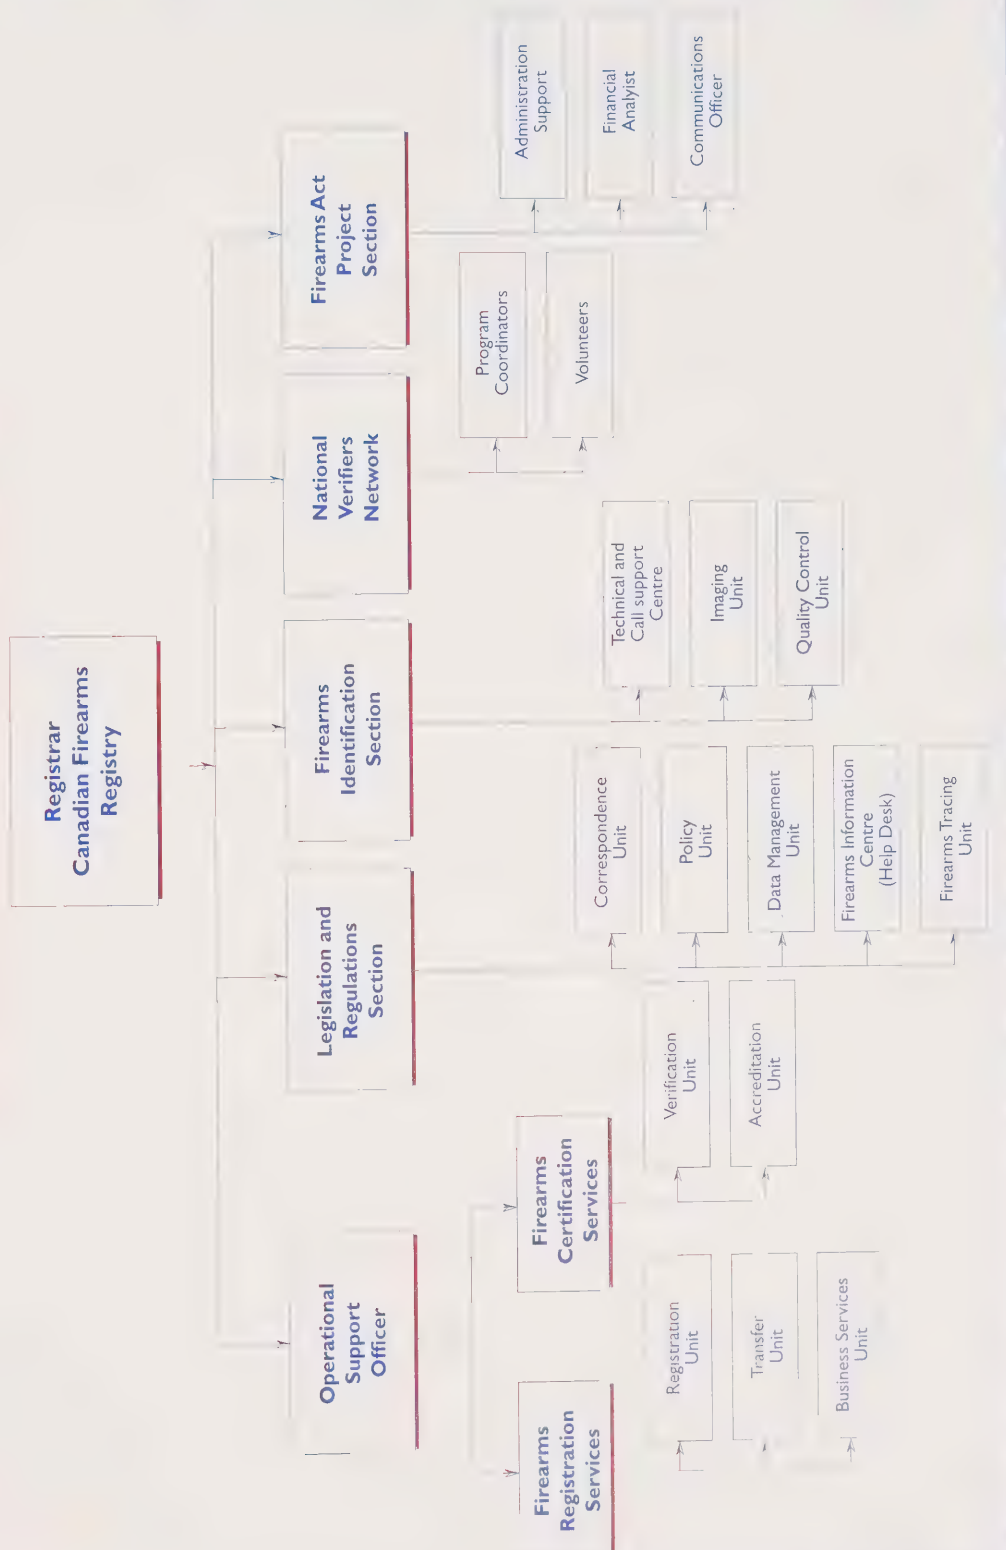 Registrar
Canadian Firearms
Registry
Operational
Support
Officer
Legislation and
Regulations
Section
Firearms
Identification
Section
National
Verifiers
Network
Firearms Act
Project
Section
Firearms
Registration
Services
Firearms
Certification
Services
Registration
Unit
Transfer
Unit
Business Services
Unit
Verification
Unit
Accreditation
Unit
Correspondence
Unit
Policy
Unit
Data Management
Unit
Firearms Information
Centre
(Help Desk)
Firearms Tracing
Unit
Technical and
Call support
Centre
Imaging
Unit
Quality Control
Unit
Program
Coordinators
Volunteers
Administration
Support
Financial
Analyist
Communications
Officer